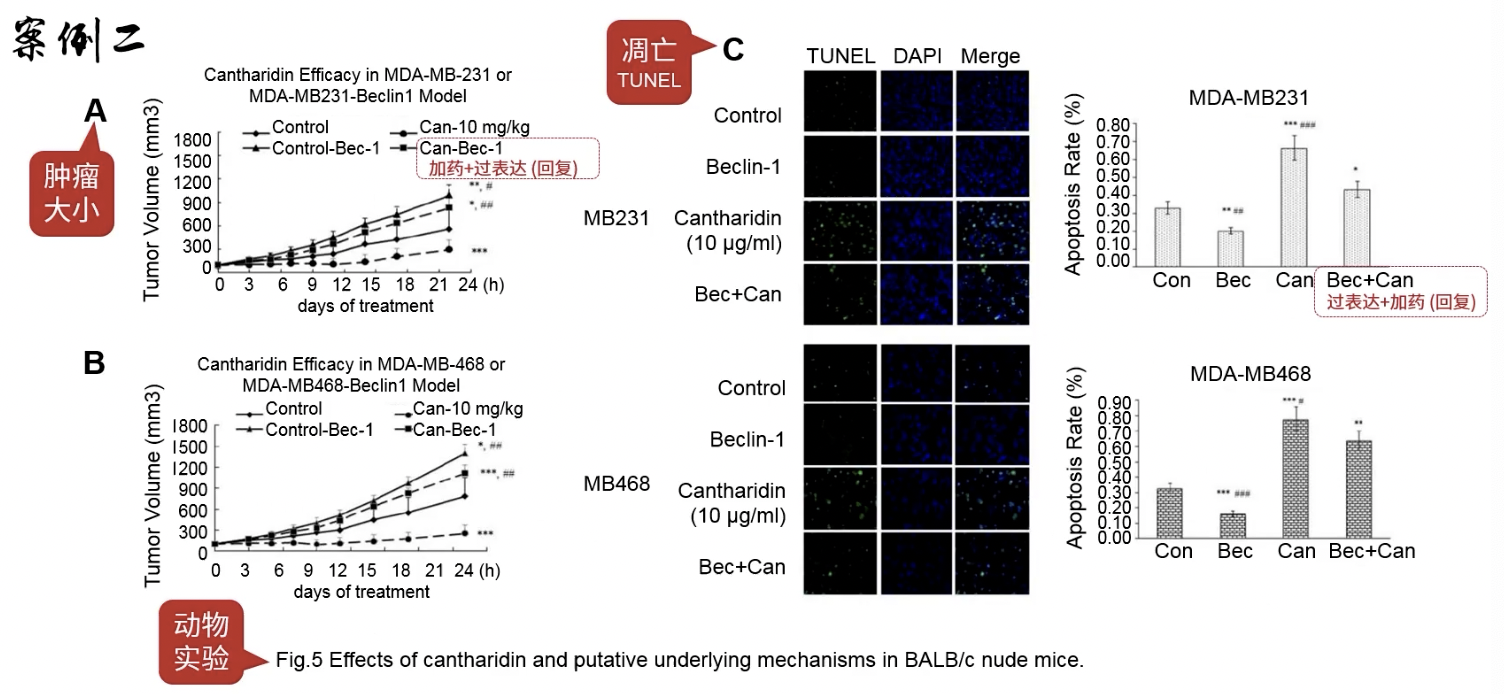 案例二
A
肿瘤
大小
Cantharidin Efficacy in MDA-MB-231 or
MDA-MB231-Beclin1 Model
Control
Can-10 mg/kg
Control-Bec-1
Can-Bec-1
加药+过表达 (回复)
Tumor Volume (mm3)
1800
1500
1200
900
600
300
0
**, #
*, ##
***
0 3 6 9 12 15 18 21 24 (h)
days of treatment
B
Cantharidin Efficacy in MDA-MB-468 or
MDA-MB468-Beclin1 Model
Control
Can-10 mg/kg
Control-Bec-1
Can-Bec-1
Tumor Volume (mm3)
1800
1500
1200
900
600
300
0
*, ##
***, ##
***
0 3 6 9 12 15 18 21 24 (h)
days of treatment
凋亡
TUNEL
C
TUNEL DAPI Merge
MB231
Control
Beclin-1
Cantharidin
(10 μg/ml)
Bec+Can
MB468
Control
Beclin-1
Cantharidin
(10 μg/ml)
Bec+Can
MDA-MB231
Apoptosis Rate (%)
0.80
0.70
0.60
0.50
0.40
0.30
0.20
0.10
0.00
** ##
*** ###
*
Con Bec Can Bec+Can
过表达+加药 (回复)
MDA-MB468
Apoptosis Rate (%)
0.90
0.80
0.70
0.60
0.50
0.40
0.30
0.20
0.10
0.00
*** ###
*** #
**
Con Bec Can Bec+Can
动物
实验
Fig.5 Effects of cantharidin and putative underlying mechanisms in BALB/c nude mice.